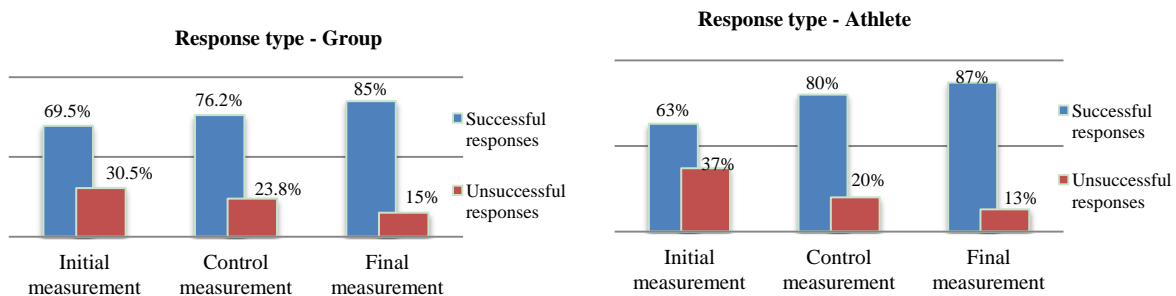 Response type - Group
69.5%
30.5%
76.2%
23.8%
85%
15%
Successful
responses
Unsuccessful
responses
Initial
measurement
Control
measurement
Final
measurement
Response type - Athlete
63%
37%
80%
20%
87%
13%
Successful
responses
Unsuccessful
responses
Initial
measurement
Control
measurement
Final
measurement